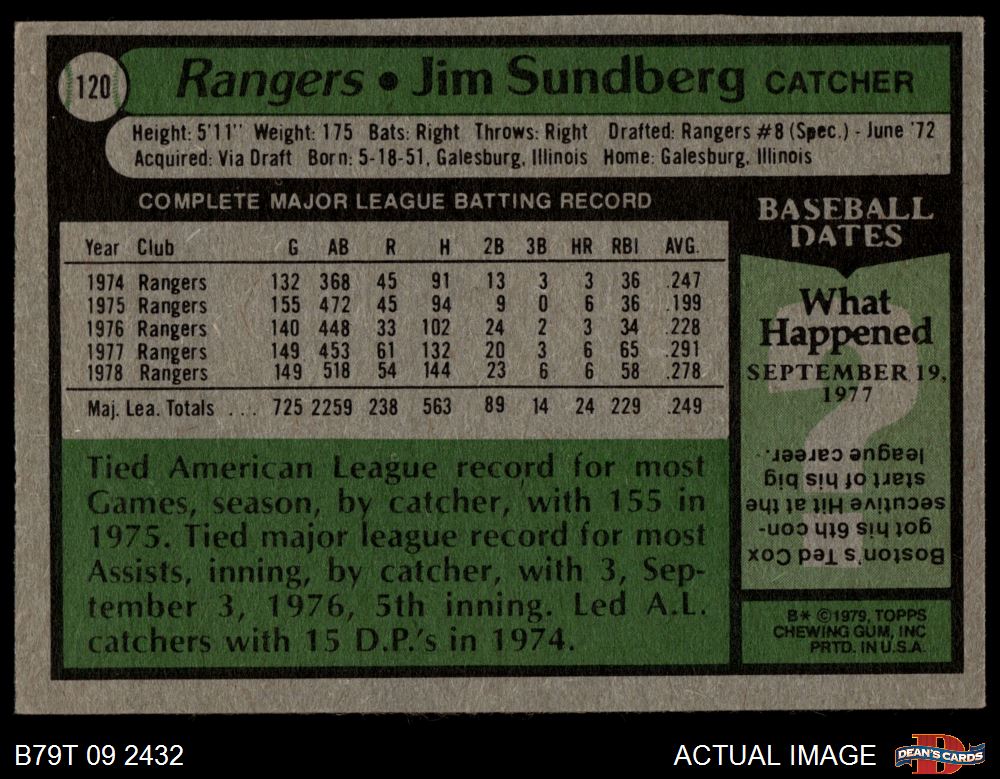 120
Rangers • Jim Sundberg CATCHER
Height: 5'11" Weight: 175 Bats: Right Throws: Right Drafted: Rangers #8 (Spec.) - June '72
Acquired: Via Draft Born: 5-18-51, Galesburg, Illinois Home: Galesburg, Illinois
COMPLETE MAJOR LEAGUE BATTING RECORD
Year Club G AB R H 2B 3B HR RBI AVG.
1974 Rangers 132 368 45 91 13 3 3 36 .247
1975 Rangers 155 472 45 94 9 0 6 36 .199
1976 Rangers 140 448 33 102 24 2 3 34 .228
1977 Rangers 149 453 61 132 20 3 6 65 .291
1978 Rangers 149 518 54 144 23 6 6 58 .278
Maj. Lea. Totals . . . 725 2259 238 563 89 14 24 229 .249
Tied American League record for most
Games, season, by catcher, with 155 in
1975. Tied major league record for most
Assists, inning, by catcher, with 3, Sep-
tember 3, 1976, 5th inning. Led A.L.
catchers with 15 D.P.'s in 1974.
BASEBALL
DATES
What
Happened
SEPTEMBER 19,
1977
?
Boston's Ted Cox
got his 6th con-
secutive Hit at the
start of his big
league career.
B* ©1979, TOPPS
CHEWING GUM, INC
PRTD. IN U.S.A.
B79T 09 2432
ACTUAL IMAGE
D
DEAN'S CARDS